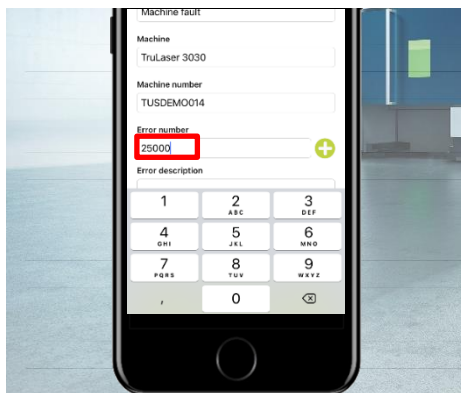 Machine fault
Machine
TruLaser 3030
Machine number
TUSDEMO014
Error number
25000
Error description
1
2
ABC
3
DEF
4
GHI
5
JKL
6
MNO
7
PQRS
8
TUV
9
WXYZ
,
0